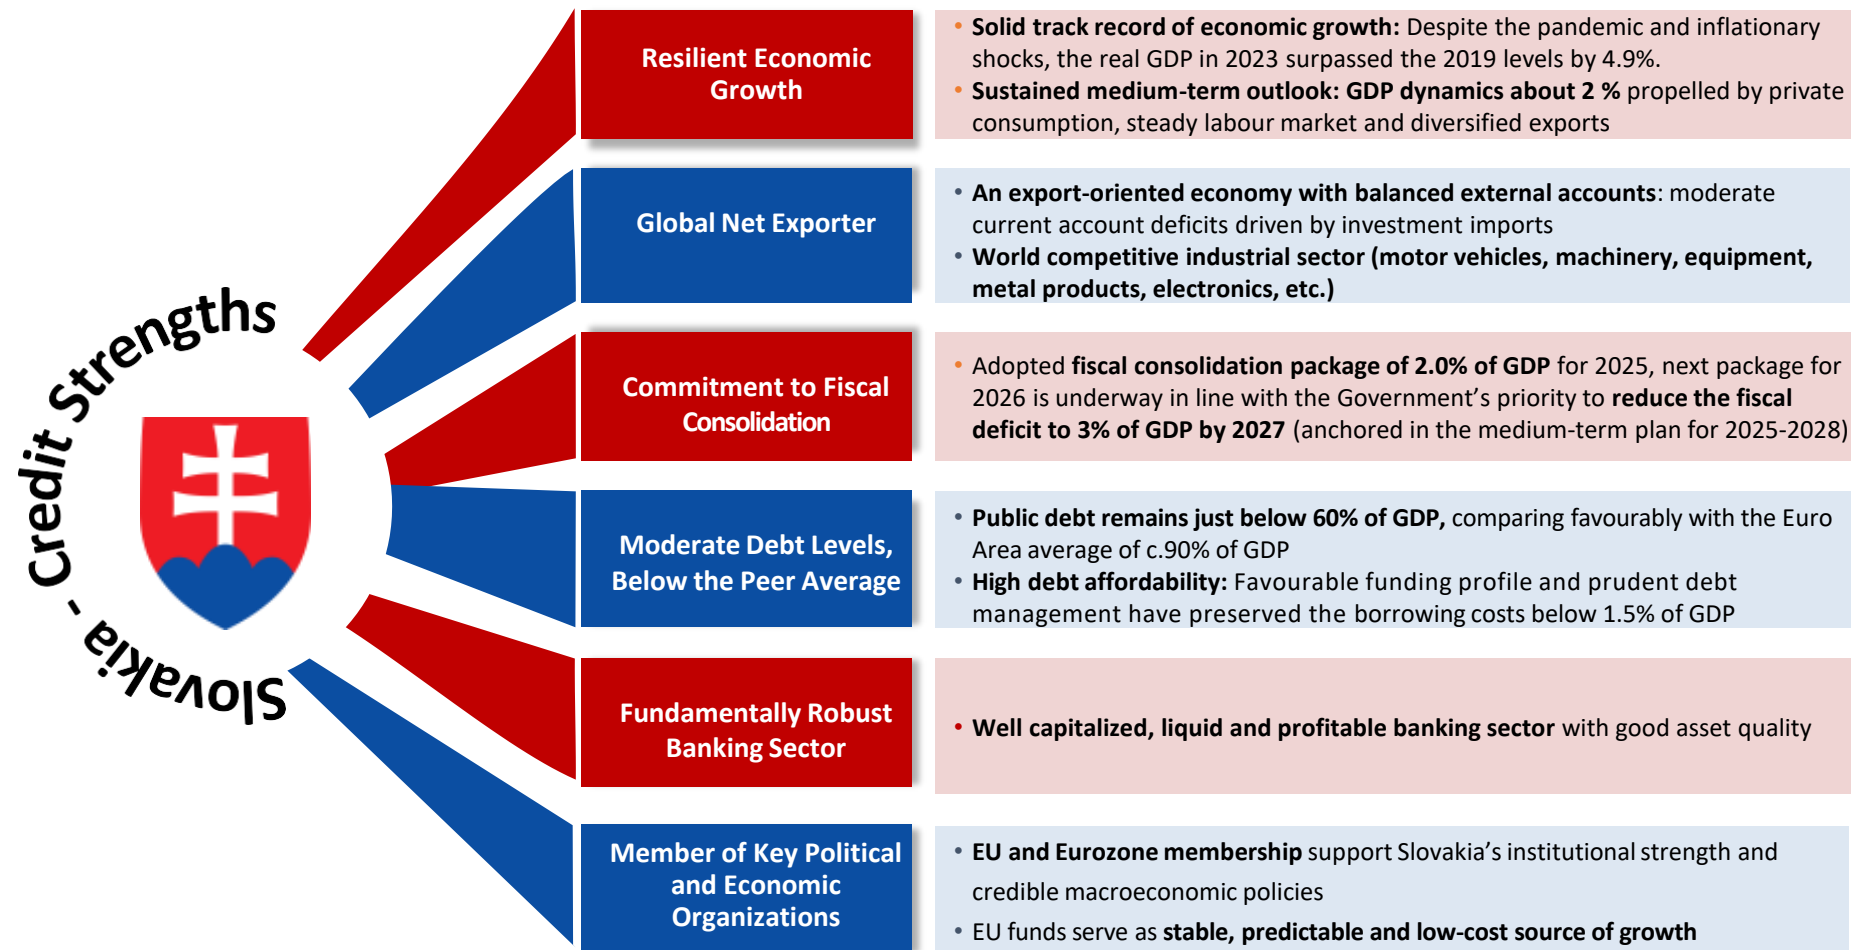 Slovakia - Credit Strengths
Resilient Economic
Growth
• Solid track record of economic growth: Despite the pandemic and inflationary
shocks, the real GDP in 2023 surpassed the 2019 levels by 4.9%.
• Sustained medium-term outlook: GDP dynamics about 2 % propelled by private
consumption, steady labour market and diversified exports
Global Net Exporter
• An export-oriented economy with balanced external accounts: moderate
current account deficits driven by investment imports
• World competitive industrial sector (motor vehicles, machinery, equipment,
metal products, electronics, etc.)
Commitment to Fiscal
Consolidation
• Adopted fiscal consolidation package of 2.0% of GDP for 2025, next package for
2026 is underway in line with the Government’s priority to reduce the fiscal
deficit to 3% of GDP by 2027 (anchored in the medium-term plan for 2025-2028)
Moderate Debt Levels,
Below the Peer Average
• Public debt remains just below 60% of GDP, comparing favourably with the Euro
Area average of c.90% of GDP
• High debt affordability: Favourable funding profile and prudent debt
management have preserved the borrowing costs below 1.5% of GDP
Fundamentally Robust
Banking Sector
• Well capitalized, liquid and profitable banking sector with good asset quality
Member of Key Political
and Economic
Organizations
• EU and Eurozone membership support Slovakia’s institutional strength and
credible macroeconomic policies
• EU funds serve as stable, predictable and low-cost source of growth